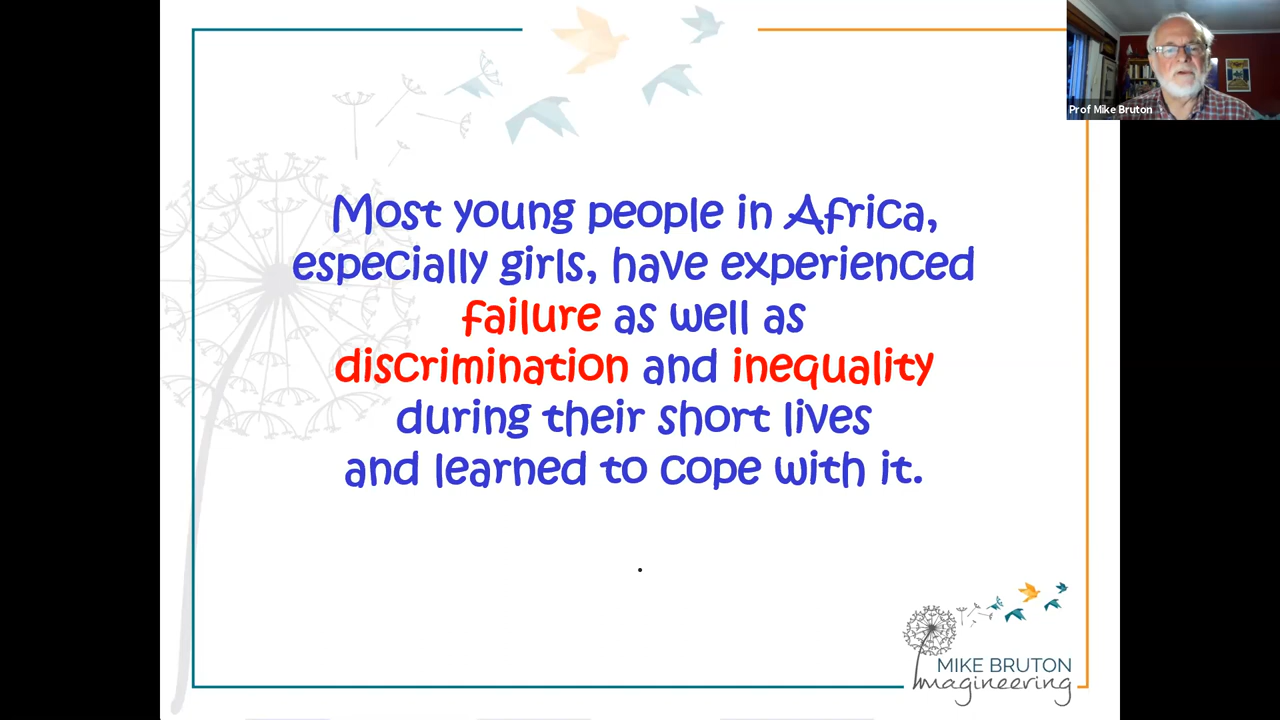 Prof Mike Bruton
Most young people in Africa,
especially girls, have experienced
failure as well as
discrimination and inequality
during their short lives
and learned to cope with it.
.
MIKE BRUTON
Imagineering